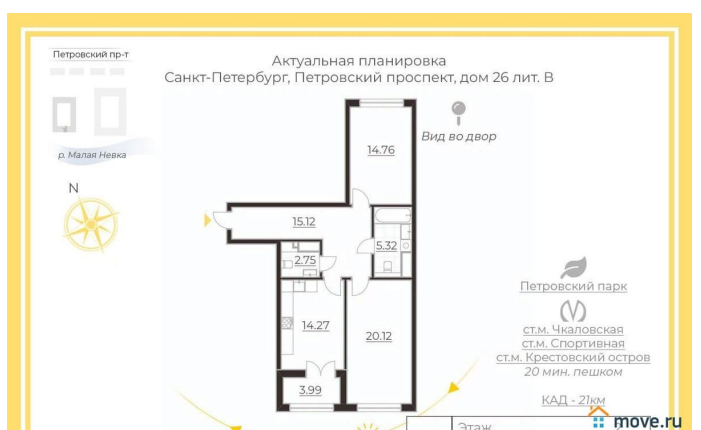 Петровский пр-т
Актуальная планировка
Санкт-Петербург, Петровский проспект, дом 26 лит. В
р. Малая Невка
Вид во двор
14.76
N
15.12
5.32
2.75
Петровский парк
14.27
20.12
ст.м. Чкаловская
ст.м. Спортивная
ст.м. Крестовский остров
20 мин. пешком
3.99
КАД - 21км
Этаж
move.ru